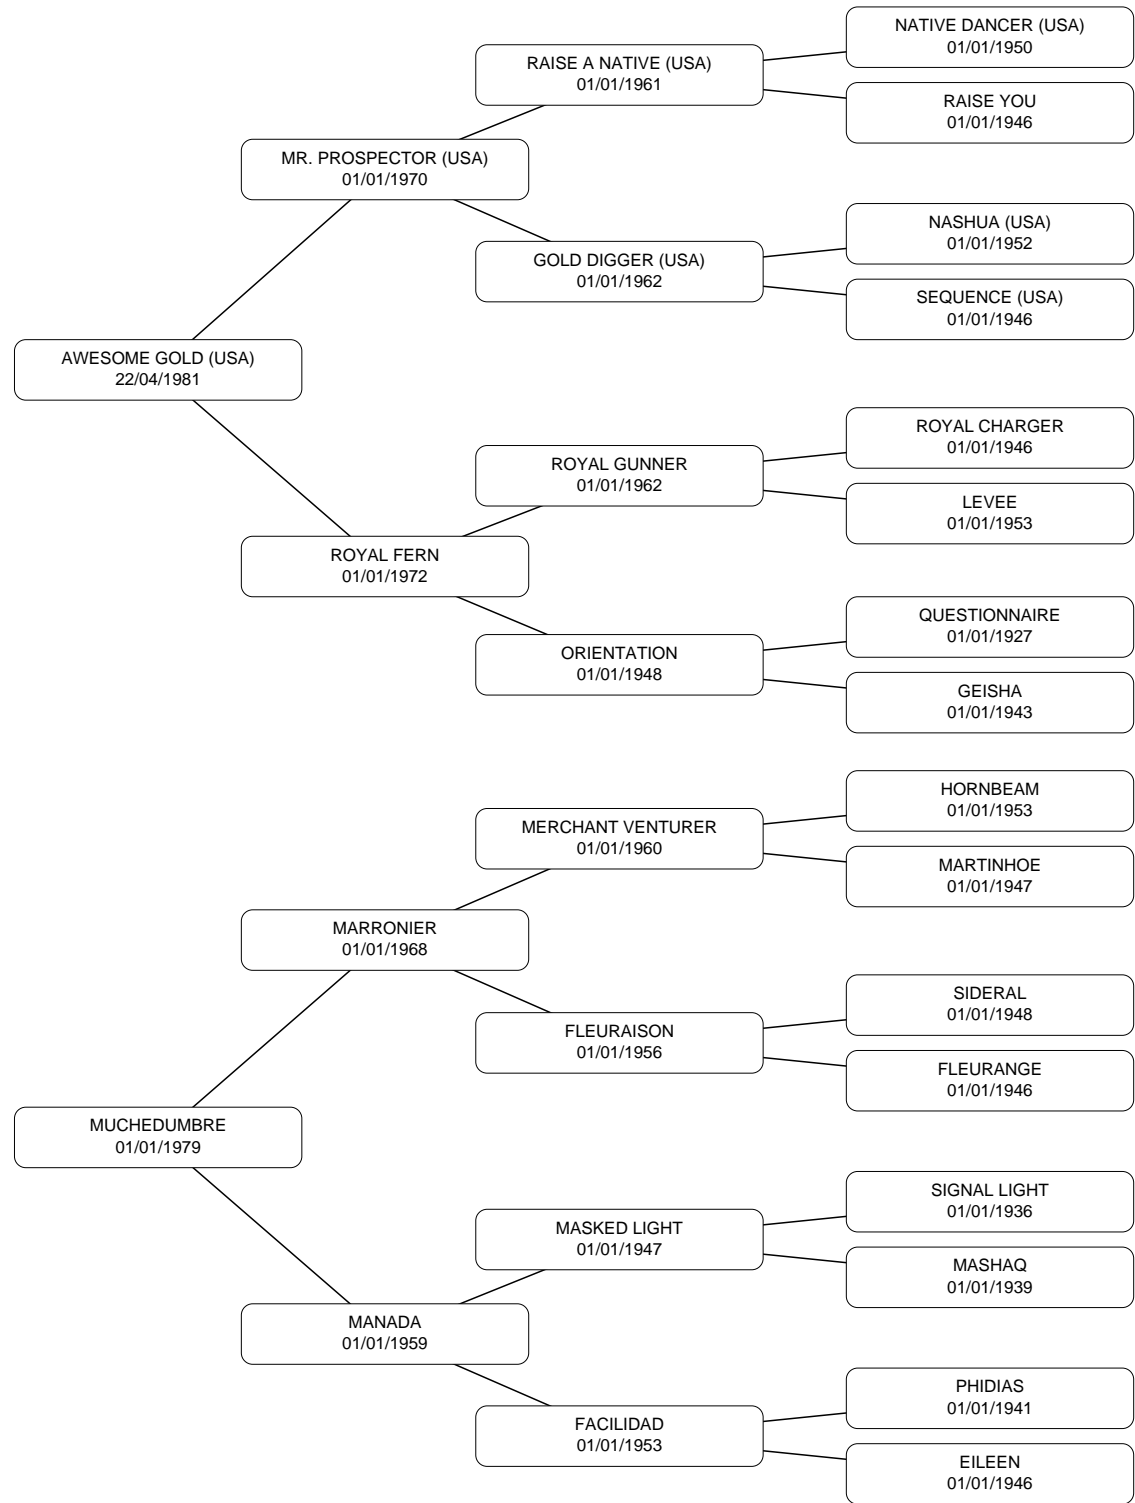 NATIVE DANCER (USA)
01/01/1950
RAISE A NATIVE (USA)
01/01/1961
RAISE YOU
01/01/1946
MR. PROSPECTOR (USA)
01/01/1970
NASHUA (USA)
01/01/1952
GOLD DIGGER (USA)
01/01/1962
SEQUENCE (USA)
01/01/1946
AWESOME GOLD (USA)
22/04/1981
ROYAL CHARGER
01/01/1946
ROYAL GUNNER
01/01/1962
LEVEE
01/01/1953
ROYAL FERN
01/01/1972
QUESTIONNAIRE
01/01/1927
ORIENTATION
01/01/1948
GEISHA
01/01/1943
HORNBEAM
01/01/1953
MERCHANT VENTURER
01/01/1960
MARTINHOE
01/01/1947
MARRONIER
01/01/1968
SIDERAL
01/01/1948
FLEURAISON
01/01/1956
FLEURANGE
01/01/1946
MUCHEDUMBRE
01/01/1979
SIGNAL LIGHT
01/01/1936
MASKED LIGHT
01/01/1947
MASHAQ
01/01/1939
MANADA
01/01/1959
PHIDIAS
01/01/1941
FACILIDAD
01/01/1953
EILEEN
01/01/1946